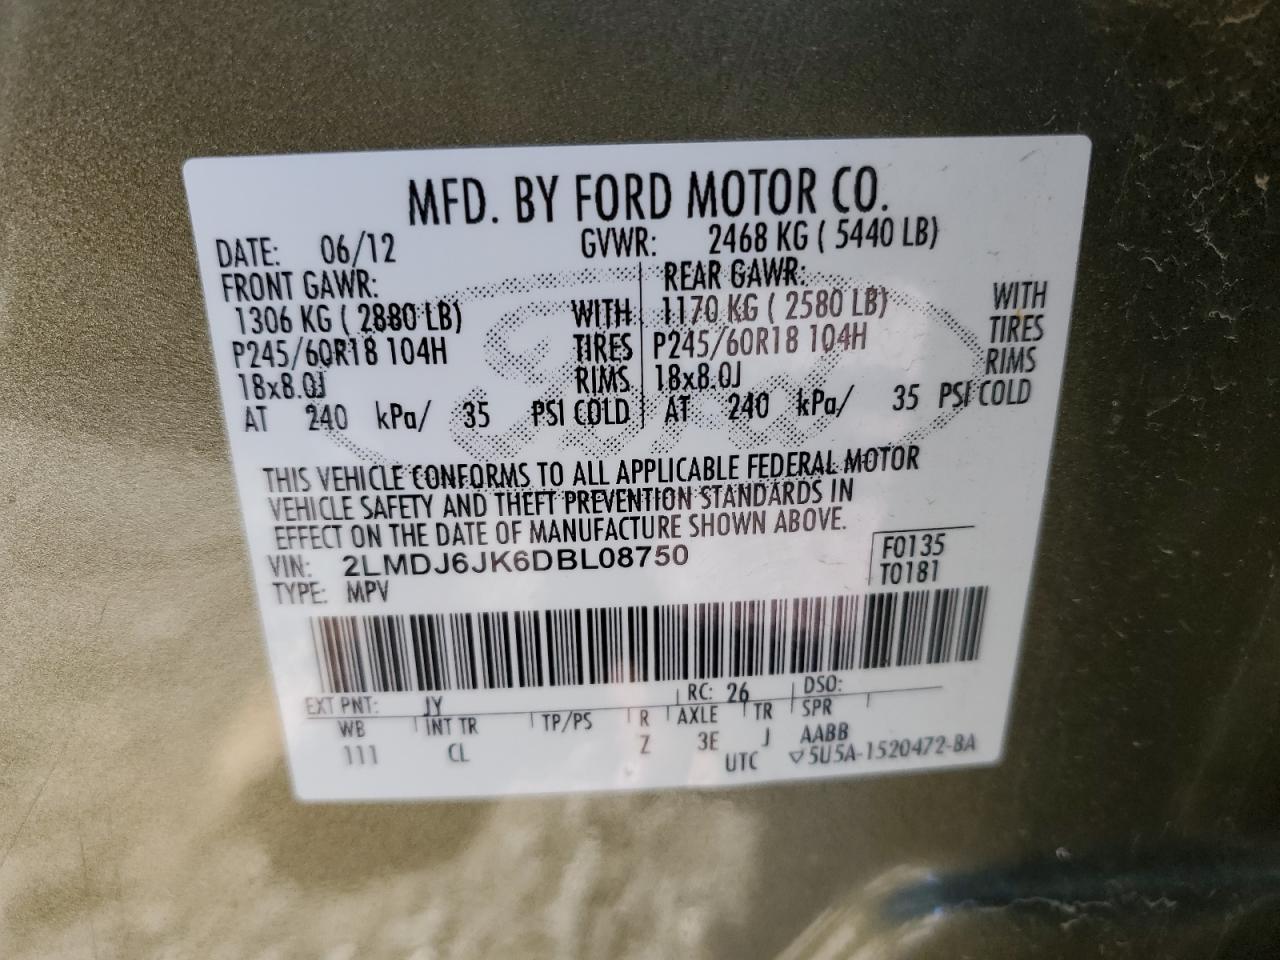 MFD. BY FORD MOTOR CO.
DATE: 06/12 GVWR: 2468 KG ( 5440 LB)
FRONT GAWR: REAR GAWR:
1306 KG ( 2880 LB) WITH 1170 KG ( 2580 LB) WITH
P245/60R18 104H TIRES P245/60R18 104H TIRES
18x8.0J RIMS 18x8.0J RIMS
AT 240 kPa/ 35 PSI COLD AT 240 kPa/ 35 PSI COLD
THIS VEHICLE CONFORMS TO ALL APPLICABLE FEDERAL MOTOR
VEHICLE SAFETY AND THEFT PREVENTION STANDARDS IN
EFFECT ON THE DATE OF MANUFACTURE SHOWN ABOVE.
VIN: 2LMDJ6JK6DBL08750 F0135
TYPE: MPV T0181
EXT PNT: JY RC: 26 DSO:
WB INT TR TP/PS R AXLE TR SPR
111 CL Z 3E J AABB
UTC ▽5U5A-1520472-BA